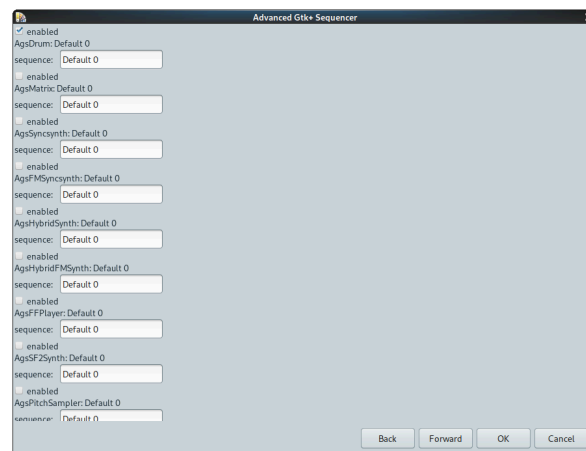 Advanced Gtk+ Sequencer
enabled
AgsDrum: Default 0
sequence: Default 0
enabled
AgsMatrix: Default 0
sequence: Default 0
enabled
AgsSyncsynth: Default 0
sequence: Default 0
enabled
AgsFMSyncsynth: Default 0
sequence: Default 0
enabled
AgsHybridSynth: Default 0
sequence: Default 0
enabled
AgsHybridFMSynth: Default 0
sequence: Default 0
enabled
AgsFFPlayer: Default 0
sequence: Default 0
enabled
AgsSF2Synth: Default 0
sequence: Default 0
enabled
AgsPitchSampler: Default 0
sequence: Default 0
Back Forward OK Cancel